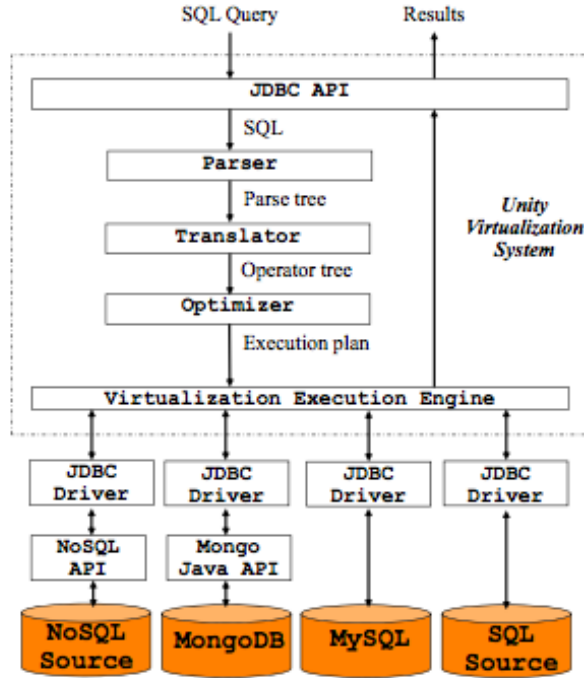 SQL Query
Results
JDBC API
SQL
Parser
Parse tree
Unity
Virtualization
System
Translator
Operator tree
Optimizer
Execution plan
Virtualization Execution Engine
JDBC
Driver
JDBC
Driver
JDBC
Driver
JDBC
Driver
NoSQL
API
Mongo
Java API
NoSQL
Source
MongoDB
MySQL
SQL
Source